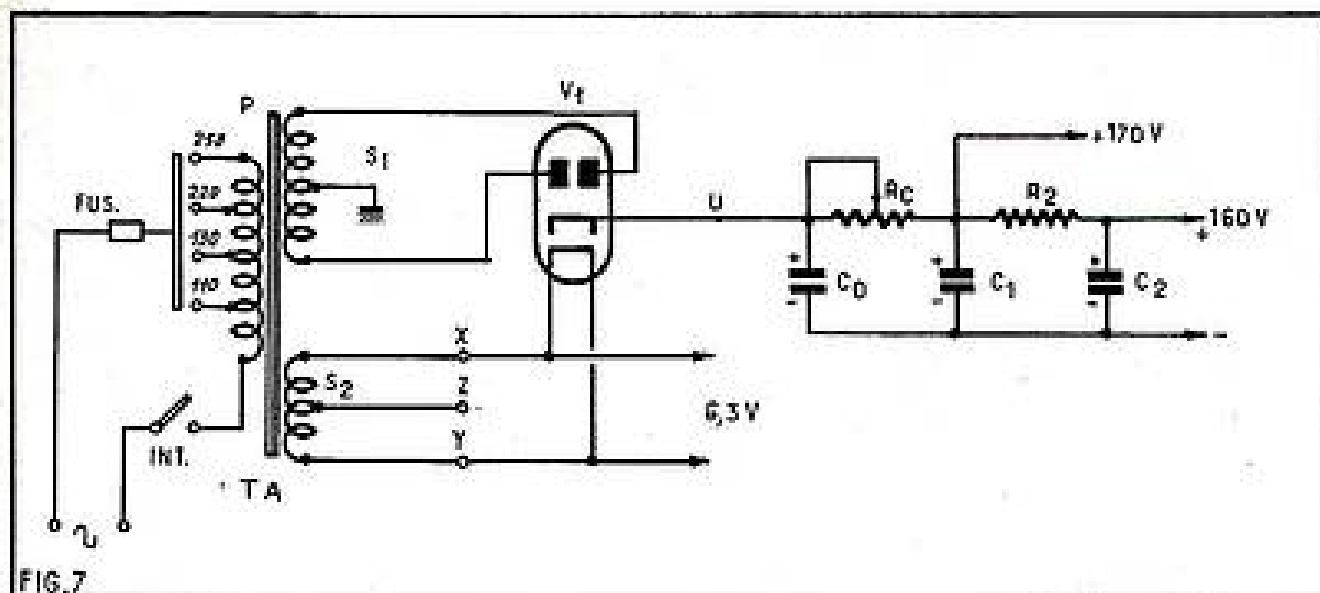 P
S1
V1
250
220
130
110
FUS.
INT.
TA
S2
X
Z
Y
6,3 V
U
RC
R2
+170 V
+160 V
+
-
C0
+
-
C1
+
-
C2
-
FIG.7